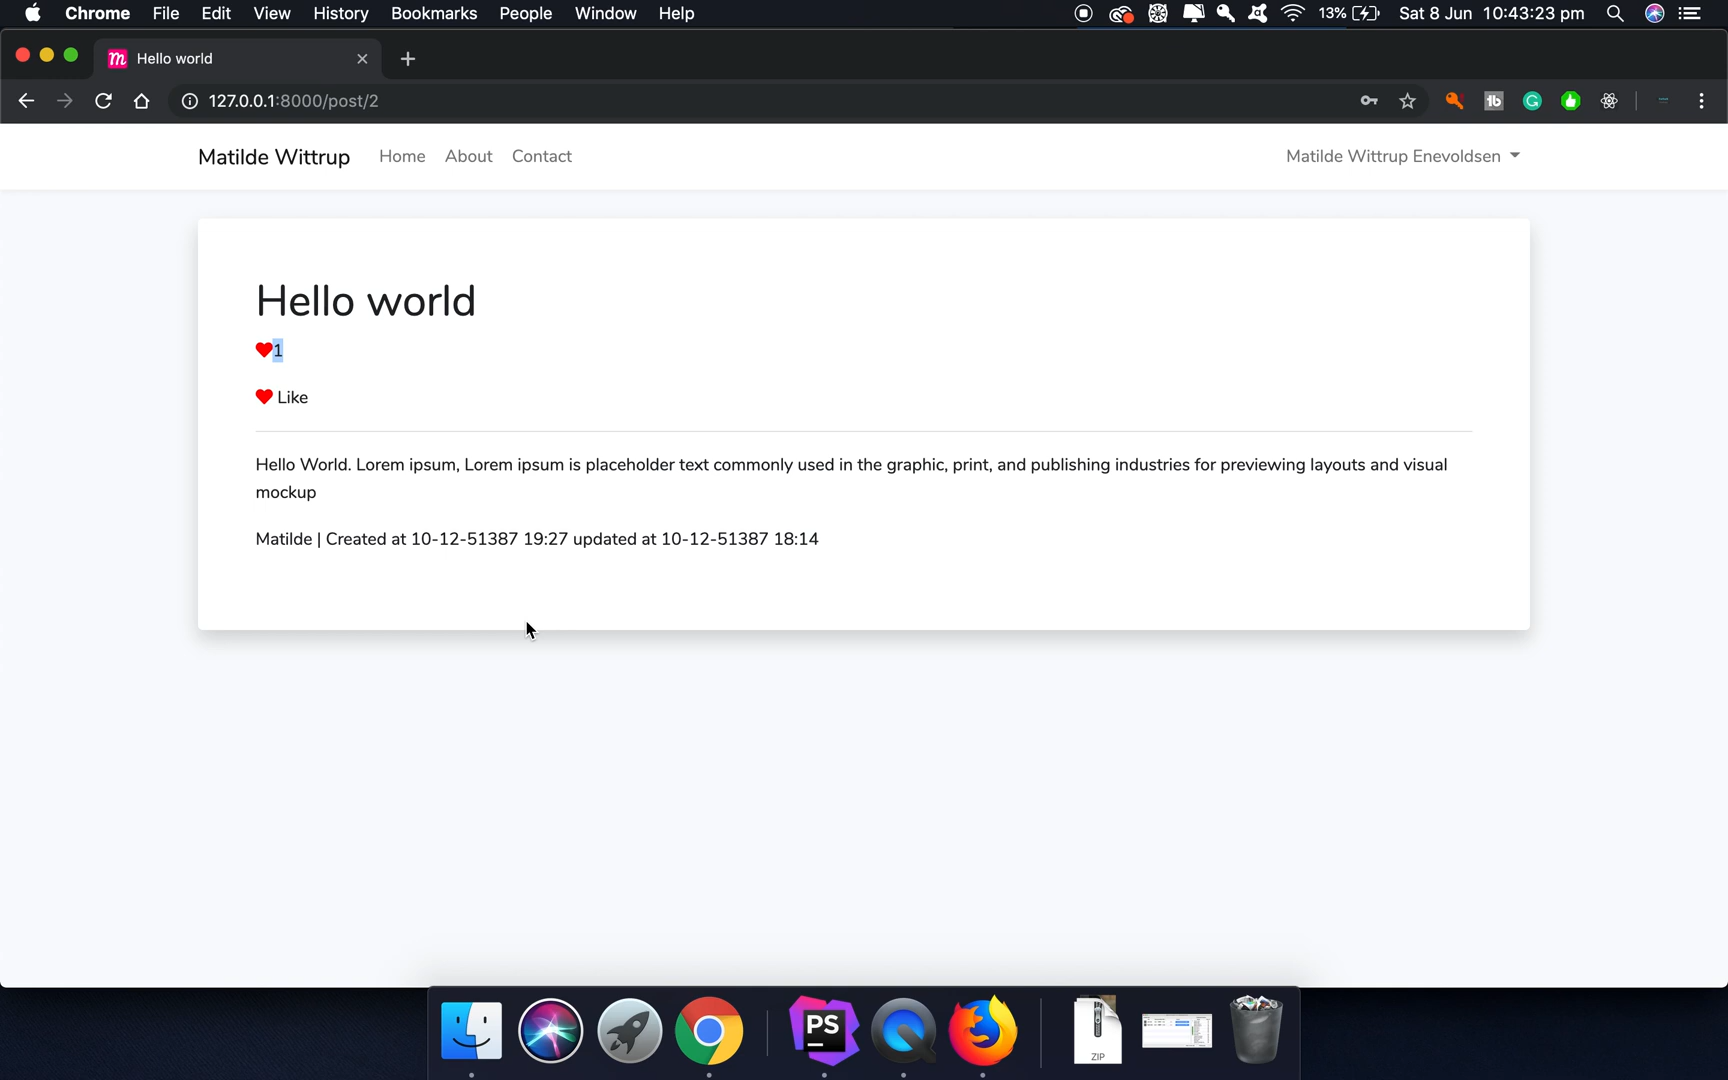 Chrome File Edit View History Bookmarks People Window Help 13% Sat 8 Jun 10:43:23 pm
m Hello world
127.0.0.1:8000/post/2 tb G
Matilde Wittrup Home About Contact Matilde Wittrup Enevoldsen
Hello world
1
Like
Hello World. Lorem ipsum, Lorem ipsum is placeholder text commonly used in the graphic, print, and publishing industries for previewing layouts and visual
mockup
Matilde | Created at 10-12-51387 19:27 updated at 10-12-51387 18:14
PS
ZIP